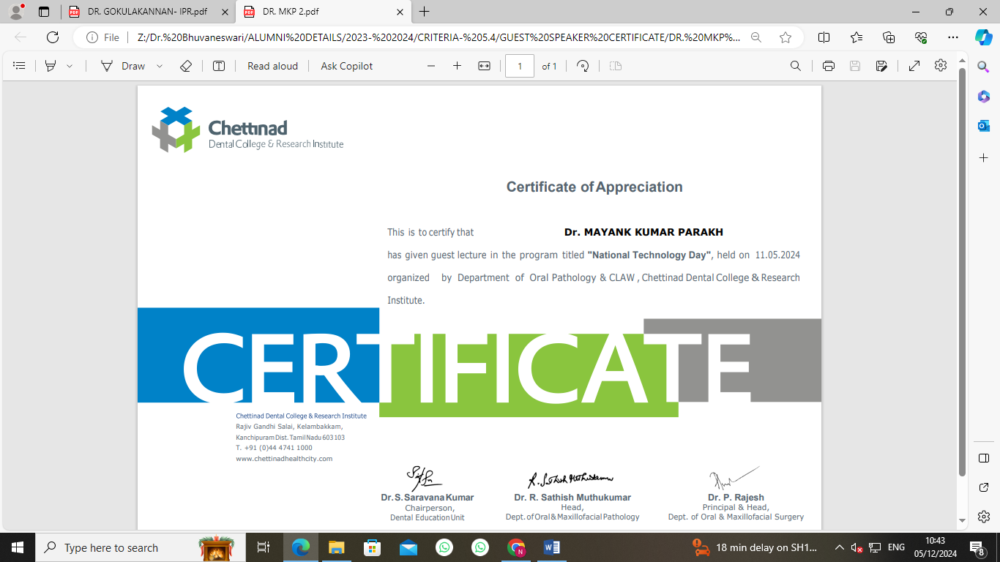 DR. GOKULAKANNAN- IPR.pdf
DR. MKP 2.pdf
File
Z:/Dr.%20Bhuvaneswari/ALUMNI%20DETAILS/2023-%202024/CRITERIA-%205.4/GUEST%20SPEAKER%20CERTIFICATE/DR.%20MKP%...
Draw
Read aloud
Ask Copilot
1 of 1
Chettinad
Dental College & Research Institute
Certificate of Appreciation
This is to certify that Dr. MAYANK KUMAR PARAKH
has given guest lecture in the program titled "National Technology Day", held on 11.05.2024
organized by Department of Oral Pathology & CLAW , Chettinad Dental College & Research
Institute.
CERTIFICATE
Chettinad Dental College & Research Institute
Rajiv Gandhi Salai, Kelambakkam,
Kanchipuram Dist. Tamil Nadu 603 103
T. +91 (0)44 4741 1000
www.chettinadhealthcity.com
R. Sathish Muthukumar
Dr. S. Saravana Kumar
Chairperson,
Dental Education Unit
Dr. R. Sathish Muthukumar
Head,
Dept. of Oral & Maxillofacial Pathology
Dr. P. Rajesh
Principal & Head,
Dept. of Oral & Maxillofacial Surgery
Type here to search
N
W
18 min delay on SH1...
ENG
10:43
05/12/2024
8